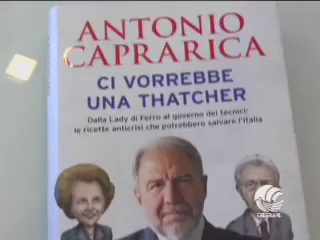 ANTONIO
CAPRARICA
CI VORREBBE
UNA THATCHER
Dalla Lady di Ferro al governo dei tecnici:
le ricette anticrisi che potrebbero salvare l'Italia
TELEBARI